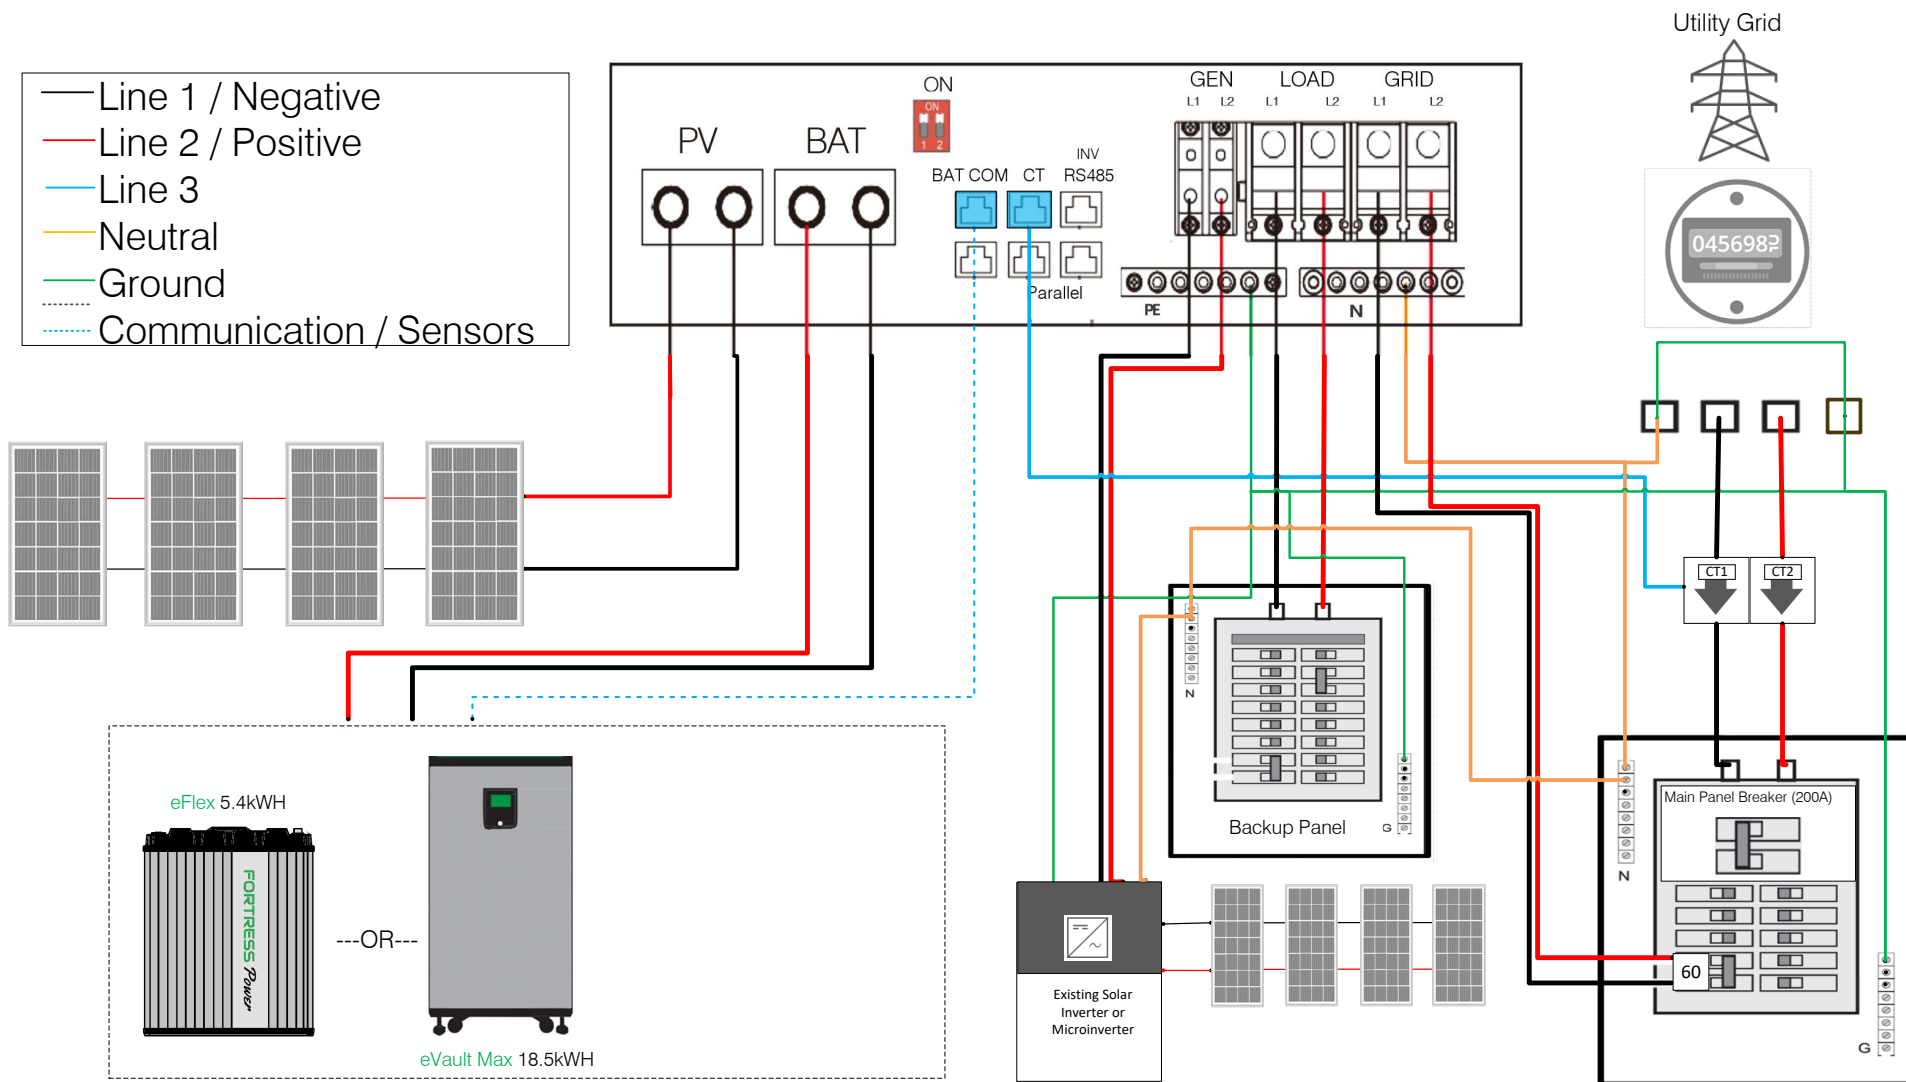 Utility Grid
Line 1 / Negative
Line 2 / Positive
Line 3
Neutral
Ground
Communication / Sensors
ON
ON
1 2
PV
BAT
BAT COM
CT
INV
RS485
Parallel
GEN
LOAD
GRID
L1
L2
L1
L2
L1
L2
PE
N
045698
CT1
CT2
N
Backup Panel
G
Main Panel Breaker (200A)
N
60
G
eFlex 5.4kWH
FORTRESS Power
---OR---
eVault Max 18.5kWH
Existing Solar
Inverter or
Microinverter